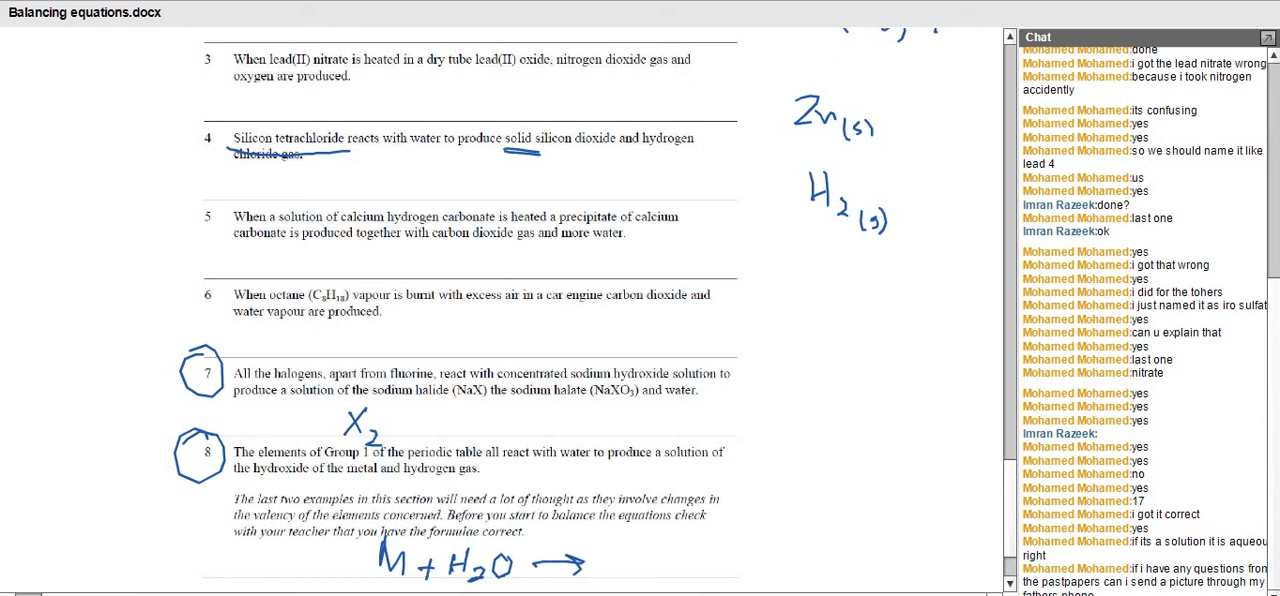 Balancing equations.docx
3 When lead(II) nitrate is heated in a dry tube lead(II) oxide, nitrogen dioxide gas and
oxygen are produced.
4 Silicon tetrachloride reacts with water to produce solid silicon dioxide and hydrogen
chloride gas.
5 When a solution of calcium hydrogen carbonate is heated a precipitate of calcium
carbonate is produced together with carbon dioxide gas and more water.
6 When octane (C₈H₁₈) vapour is burnt with excess air in a car engine carbon dioxide and
water vapour are produced.
7 All the halogens, apart from fluorine, react with concentrated sodium hydroxide solution to
produce a solution of the sodium halide (NaX) the sodium halate (NaXO₃) and water.
X₂
8 The elements of Group 1 of the periodic table all react with water to produce a solution of
the hydroxide of the metal and hydrogen gas.
The last two examples in this section will need a lot of thought as they involve changes in
the valency of the elements concerned. Before you start to balance the equations check
with your teacher that you have the formulae correct.
M + H₂O →
Zn(s)
H₂(g)
Chat
Mohamed Mohamed:done
Mohamed Mohamed:i got the lead nitrate wrong
Mohamed Mohamed:because i took nitrogen
accidently
Mohamed Mohamed:its confusing
Mohamed Mohamed:yes
Mohamed Mohamed:yes
Mohamed Mohamed:so we should name it like
lead 4
Mohamed Mohamed:us
Mohamed Mohamed:yes
Imran Razeek:done?
Mohamed Mohamed:last one
Imran Razeek:ok
Mohamed Mohamed:yes
Mohamed Mohamed:i got that wrong
Mohamed Mohamed:yes
Mohamed Mohamed:i did for the tohers
Mohamed Mohamed:i just named it as iro sulfat
Mohamed Mohamed:yes
Mohamed Mohamed:can u explain that
Mohamed Mohamed:yes
Mohamed Mohamed:last one
Mohamed Mohamed:nitrate
Mohamed Mohamed:yes
Mohamed Mohamed:yes
Mohamed Mohamed:yes
Imran Razeek:
Mohamed Mohamed:yes
Mohamed Mohamed:yes
Mohamed Mohamed:no
Mohamed Mohamed:yes
Mohamed Mohamed:17
Mohamed Mohamed:i got it correct
Mohamed Mohamed:yes
Mohamed Mohamed:if its a solution it is aqueou
right
Mohamed Mohamed:if i have any questions fron
the pastpapers can i send a picture through my
fathers phone